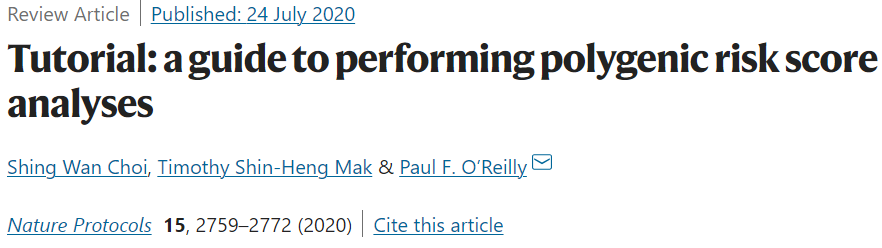 Review Article | Published: 24 July 2020
Tutorial: a guide to performing polygenic risk score
analyses
Shing Wan Choi, Timothy Shin-Heng Mak & Paul F. O’Reilly
Nature Protocols 15, 2759–2772 (2020) | Cite this article